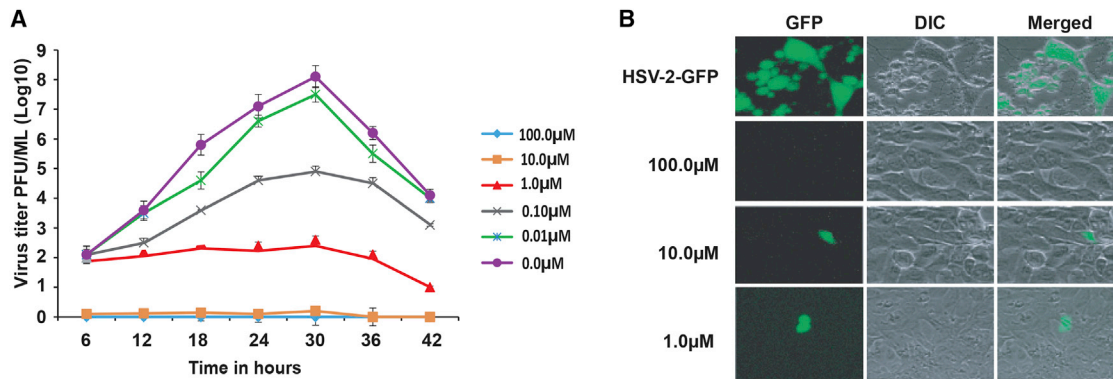 A
Virus titer PFU/ML (Log10)
9
8
7
6
5
4
3
2
1
0
6 12 18 24 30 36 42
Time in hours
100.0µM
10.0µM
1.0µM
0.10µM
0.01µM
0.0µM
B
GFP DIC Merged
HSV-2-GFP
100.0µM
10.0µM
1.0µM